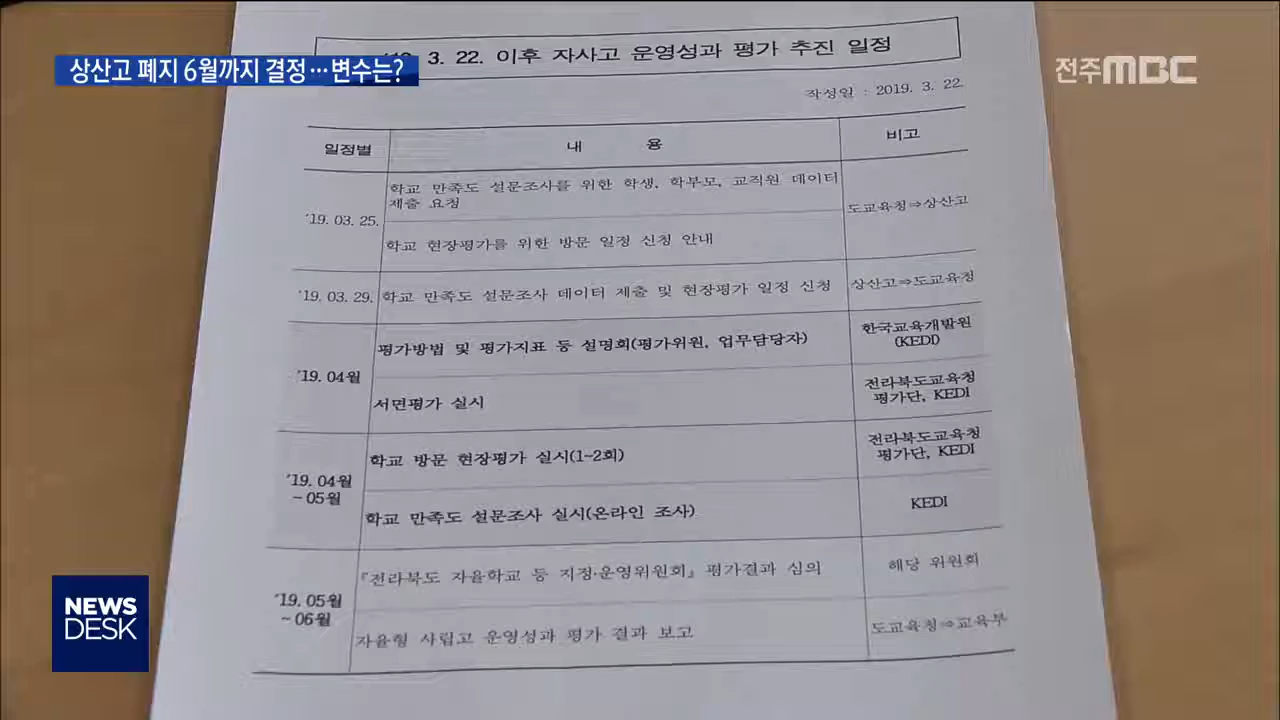 상산고 폐지 6월까지 결정…변수는?
전주MBC
3. 22. 이후 자사고 운영성과 평가 추진 일정
작성일 : 2019. 3. 22.
일정별 내 용 비고
'19. 03. 25.
학교 만족도 설문조사를 위한 학생, 학부모, 교직원 데이터
제출 요청
학교 현장평가를 위한 방문 일정 신청 안내
도교육청⇒상산고
'19. 03. 29. 학교 만족도 설문조사 데이터 제출 및 현장평가 일정 신청 상산고⇒도교육청
'19. 04월
평가방법 및 평가지표 등 설명회(평가위원, 업무담당자)
한국교육개발원
(KEDI)
서면평가 실시
전라북도교육청
평가단, KEDI
'19. 04월
~05월
학교 방문 현장평가 실시(1~2회)
전라북도교육청
평가단, KEDI
학교 만족도 설문조사 실시(온라인 조사) KEDI
'19. 05월
~06월
『전라북도 자율학교 등 지정·운영위원회』 평가결과 심의 해당 위원회
자율형 사립고 운영성과 평가 결과 보고 도교육청⇒교육부
NEWS
DESK